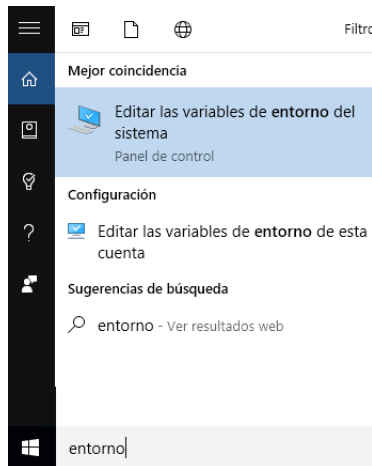 Filtro
Mejor coincidencia
Editar las variables de entorno del
sistema
Panel de control
Configuración
Editar las variables de entorno de esta
cuenta
Sugerencias de búsqueda
entorno - Ver resultados web
entorno